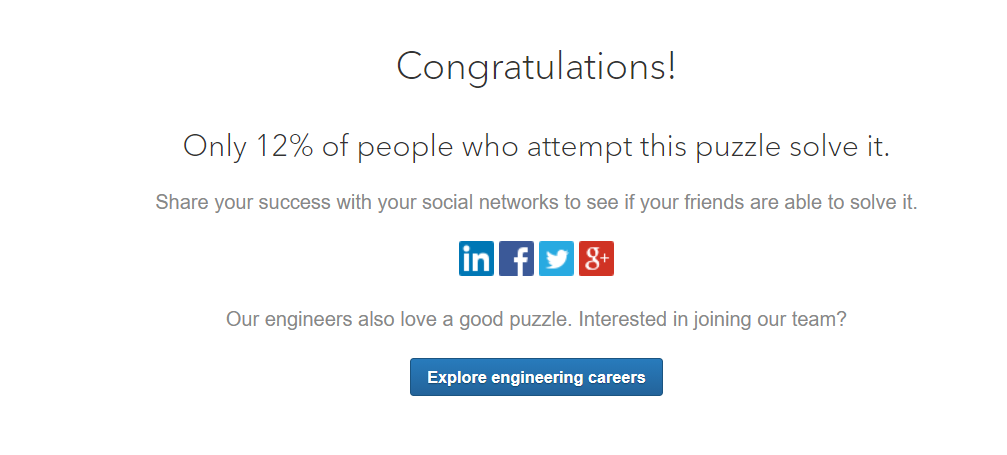 Congratulations!
Only 12% of people who attempt this puzzle solve it.
Share your success with your social networks to see if your friends are able to solve it.
in f g+
Our engineers also love a good puzzle. Interested in joining our team?
Explore engineering careers